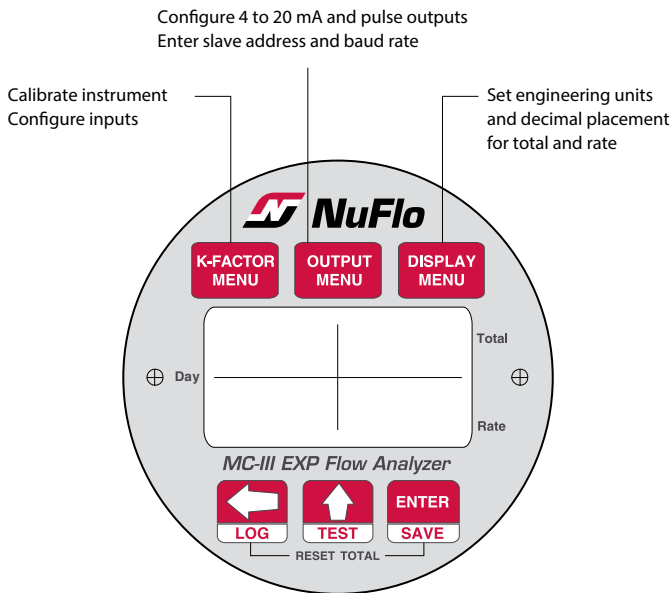 Configure 4 to 20 mA and pulse outputs
Enter slave address and baud rate
Calibrate instrument
Configure inputs
Set engineering units
and decimal placement
for total and rate
NuFlo
K-FACTOR
MENU
OUTPUT
MENU
DISPLAY
MENU
Total
Day
Rate
MC-III EXP Flow Analyzer
ENTER
LOG
TEST
SAVE
RESET TOTAL